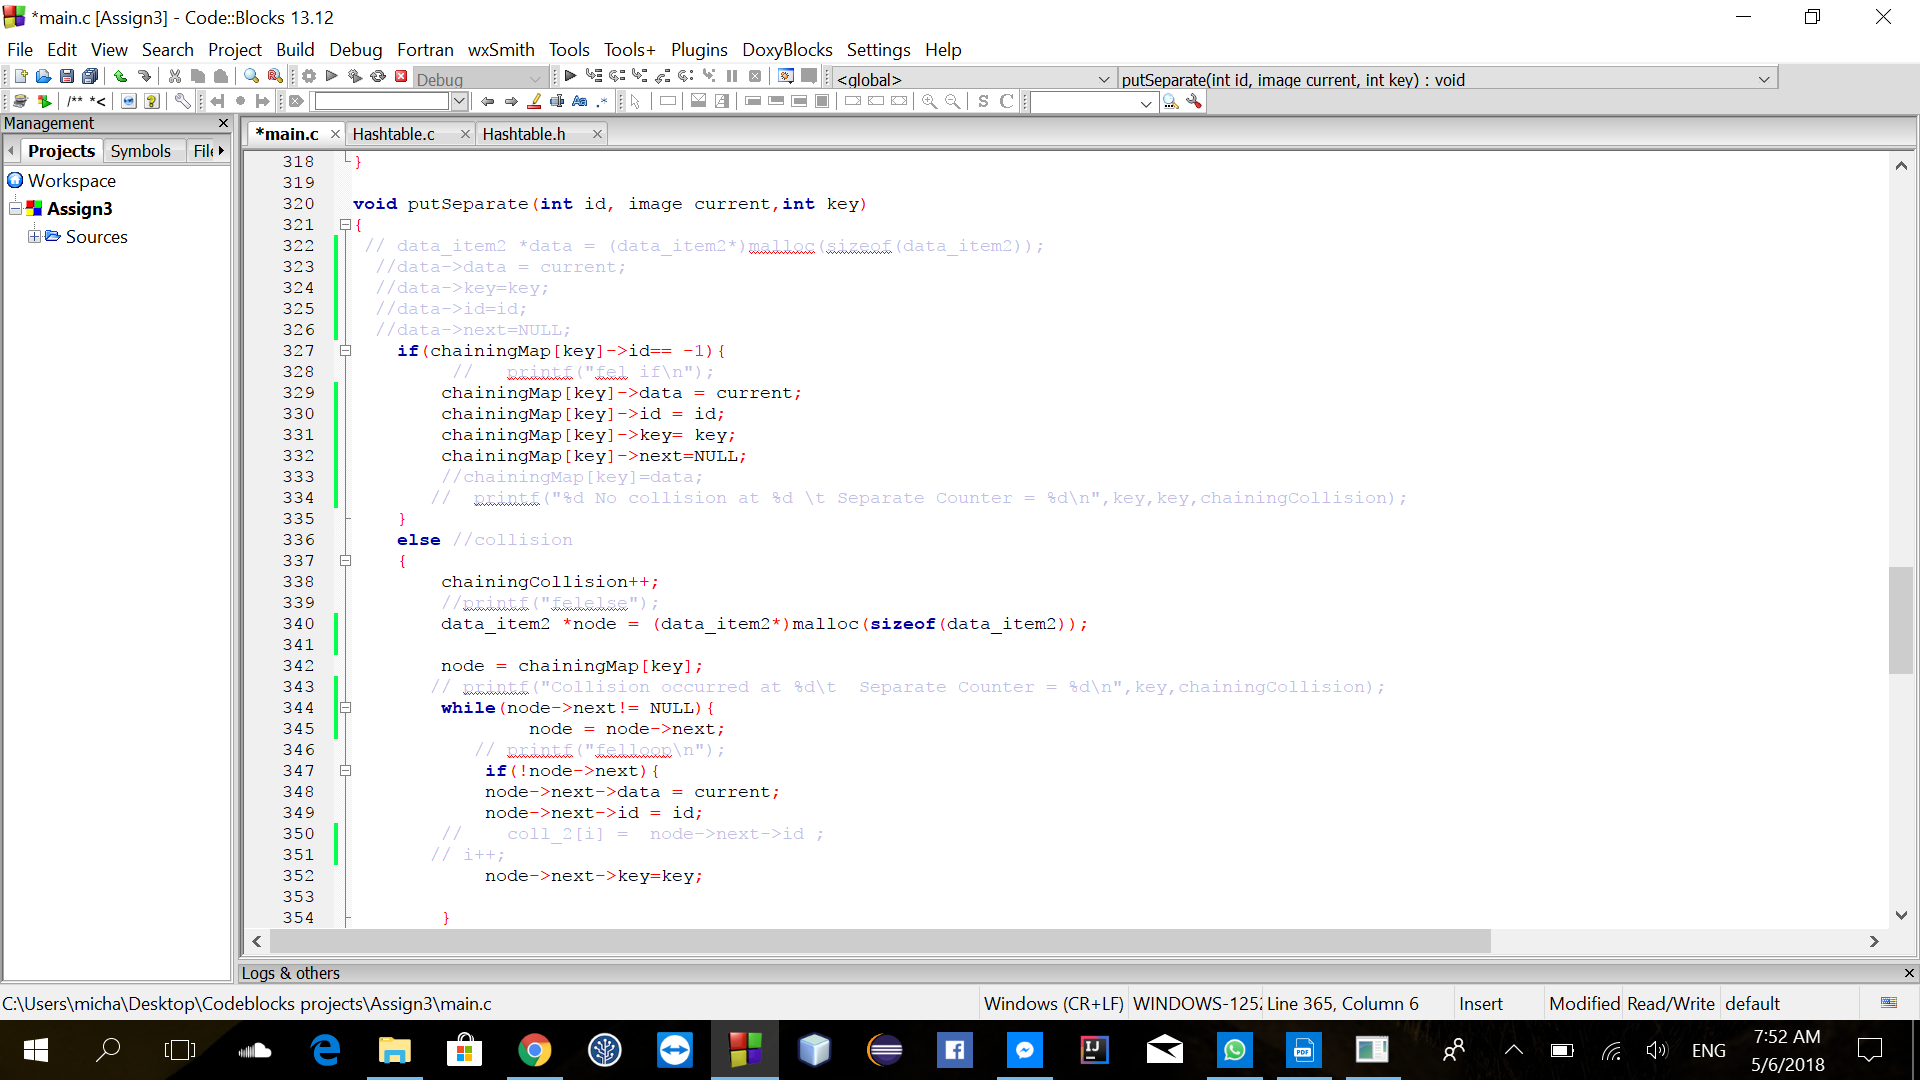 *main.c [Assign3] - Code::Blocks 13.12
File Edit View Search Project Build Debug Fortran wxSmith Tools Tools+ Plugins DoxyBlocks Settings Help
Debug
<global>
putSeparate(int id, image current, int key) : void
/** *<
S C
Management
*main.c
Hashtable.c
Hashtable.h
Projects Symbols File
Workspace
Assign3
Sources
318 }
319
320 void putSeparate(int id, image current,int key)
321 {
322 // data_item2 *data = (data_item2*)malloc(sizeof(data_item2));
323 //data->data = current;
324 //data->key=key;
325 //data->id=id;
326 //data->next=NULL;
327 if(chainingMap[key]->id== -1){
328 //   printf("fel if\n");
329 chainingMap[key]->data = current;
330 chainingMap[key]->id = id;
331 chainingMap[key]->key= key;
332 chainingMap[key]->next=NULL;
333 //chainingMap[key]=data;
334 //  printf("%d No collision at %d \t Separate Counter = %d\n",key,key,chainingCollision);
335 }
336 else //collision
337 {
338 chainingCollision++;
339 //printf("felelse");
340 data_item2 *node = (data_item2*)malloc(sizeof(data_item2));
341
342 node = chainingMap[key];
343 // printf("Collision occurred at %d\t  Separate Counter = %d\n",key,chainingCollision);
344 while(node->next!= NULL){
345 node = node->next;
346 // printf("felloop\n");
347 if(!node->next){
348 node->next->data = current;
349 node->next->id = id;
350 //    coll_2[i] =  node->next->id ;
351 // i++;
352 node->next->key=key;
353
354 }
Logs & others
C:\Users\micha\Desktop\Codeblocks projects\Assign3\main.c
Windows (CR+LF) WINDOWS-1252 Line 365, Column 6 Insert Modified Read/Write default
ENG
7:52 AM
5/6/2018